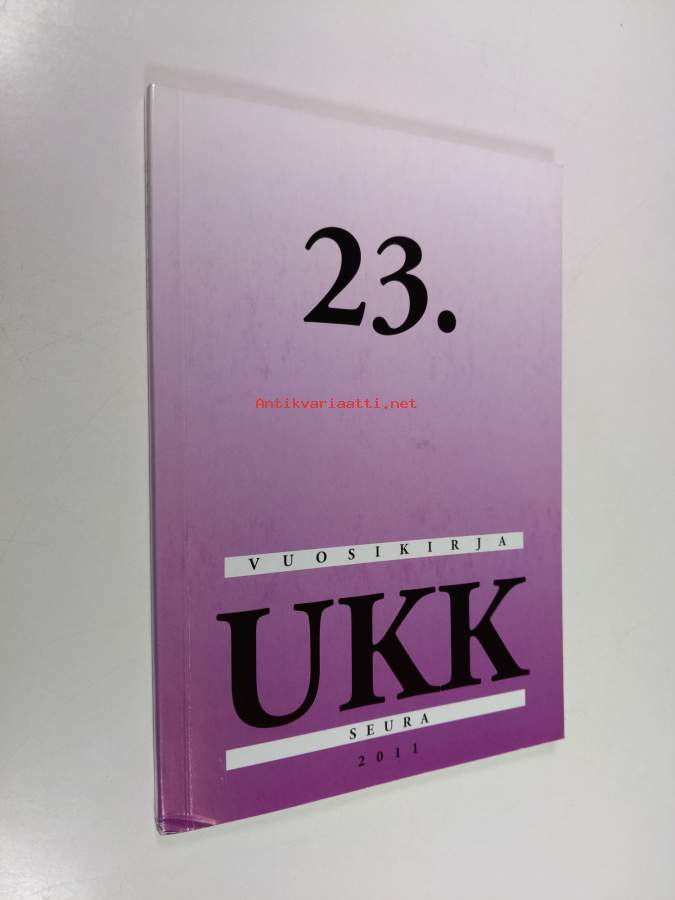 23.
Antikvariaatti.net
VUOSIKIRJA
UKK
SEURA
2011